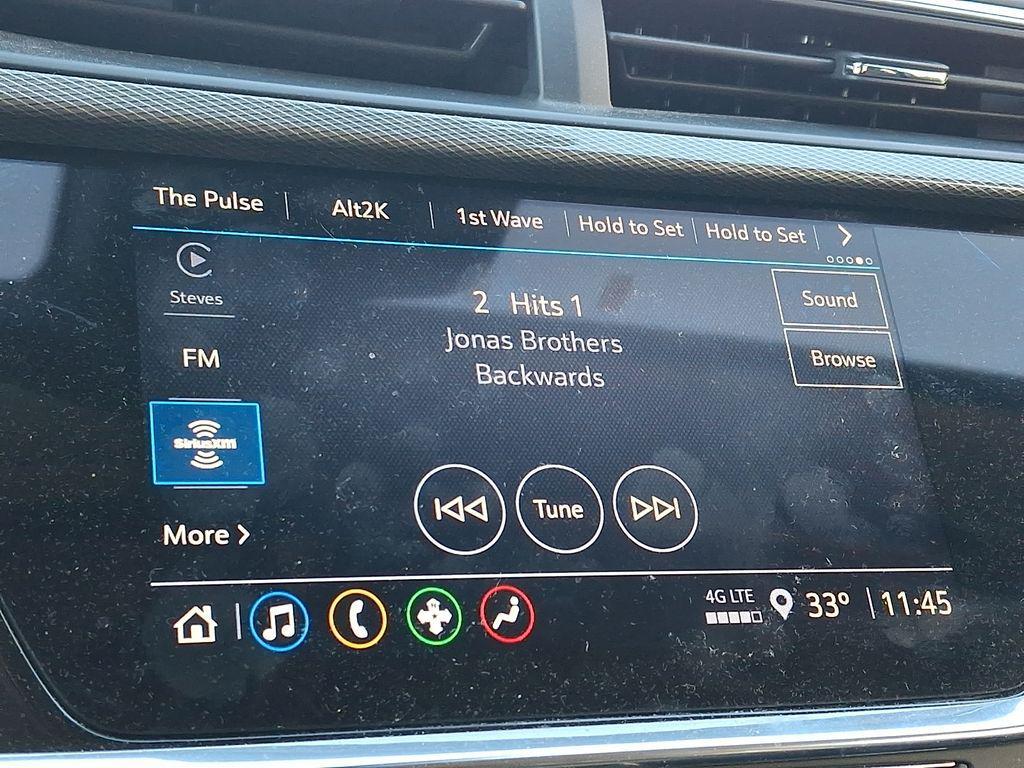 The Pulse
Alt2K
1st Wave
Hold to Set
Hold to Set
Steves
FM
SiriusXM
More
2 Hits 1
Jonas Brothers
Backwards
Sound
Browse
Tune
4G LTE
33°
11:45